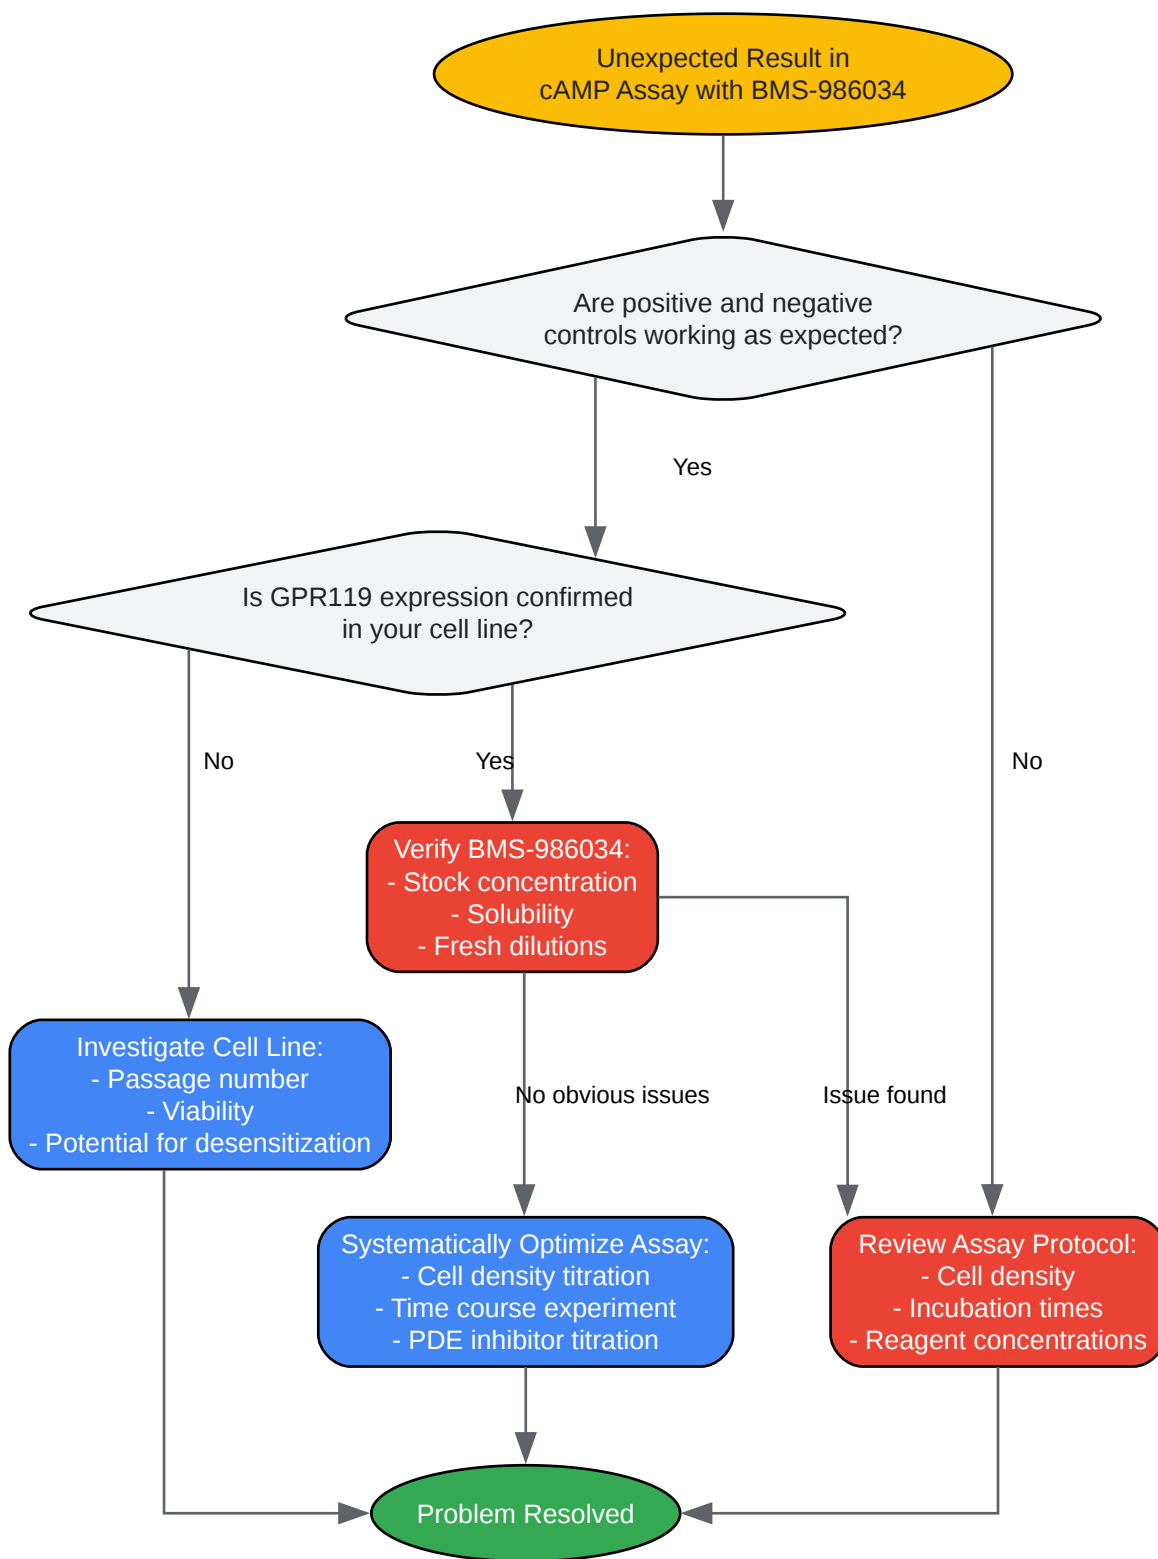 Unexpected Result in
cAMP Assay with BMS-986034
Are positive and negative
controls working as expected?
Yes
Is GPR119 expression confirmed
in your cell line?
No
Yes
No
Verify BMS-986034:
- Stock concentration
- Solubility
- Fresh dilutions
Investigate Cell Line:
- Passage number
- Viability
- Potential for desensitization
No obvious issues
Issue found
Systematically Optimize Assay:
- Cell density titration
- Time course experiment
- PDE inhibitor titration
Review Assay Protocol:
- Cell density
- Incubation times
- Reagent concentrations
Problem Resolved